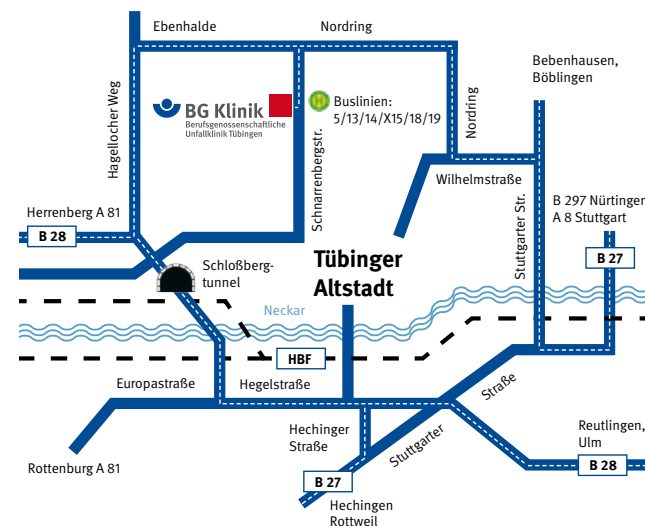 Ebenhalde
Nordring
Bebenhausen,
Böblingen
Hagellocher Weg
BG Klinik
Berufsgenossenschaftliche
Unfallklinik Tübingen
H
Buslinien:
5/13/14/X15/18/19
Nordring
Schnarrenbergstr.
Wilhelmstraße
Stuttgarter Str.
B 297 Nürtingen
A 8 Stuttgart
B 27
Herrenberg A 81
B 28
Schloßberg-
tunnel
Tübinger
Altstadt
Neckar
HBF
Europastraße
Hegelstraße
Straße
Stuttgarter
Hechinger
Straße
Rottenburg A 81
B 27
Hechingen
Rottweil
Reutlingen,
Ulm
B 28